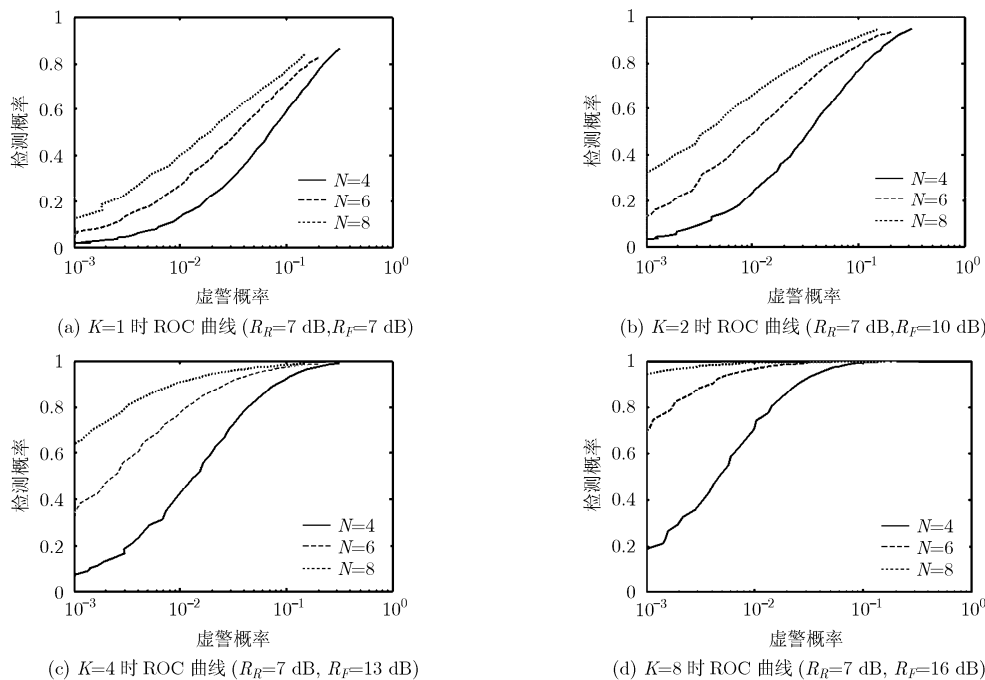 1
0.8
0.6
0.4
0.2
0
检测概率
N=4
N=6
N=8
10⁻³ 10⁻² 10⁻¹ 10⁰
虚警概率
(a) K=1 时 ROC 曲线 (R_R=7 dB,R_F=7 dB)
1
0.8
0.6
0.4
0.2
0
检测概率
N=4
N=6
N=8
10⁻³ 10⁻² 10⁻¹ 10⁰
虚警概率
(b) K=2 时 ROC 曲线 (R_R=7 dB,R_F=10 dB)
1
0.8
0.6
0.4
0.2
0
检测概率
N=4
N=6
N=8
10⁻³ 10⁻² 10⁻¹ 10⁰
虚警概率
(c) K=4 时 ROC 曲线 (R_R=7 dB, R_F=13 dB)
1
0.8
0.6
0.4
0.2
0
检测概率
N=4
N=6
N=8
10⁻³ 10⁻² 10⁻¹ 10⁰
虚警概率
(d) K=8 时 ROC 曲线 (R_R=7 dB, R_F=16 dB)